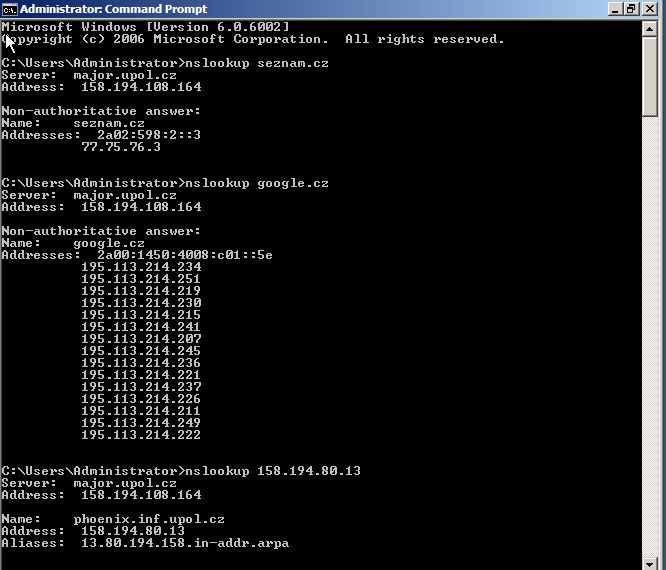 Administrator: Command Prompt
Microsoft Windows [Version 6.0.6002]
Copyright (c) 2006 Microsoft Corporation.  All rights reserved.
C:\Users\Administrator>nslookup seznam.cz
Server:  major.upol.cz
Address:  158.194.108.164
Non-authoritative answer:
Name:    seznam.cz
Addresses:  2a02:598:2::3
          77.75.76.3
C:\Users\Administrator>nslookup google.cz
Server:  major.upol.cz
Address:  158.194.108.164
Non-authoritative answer:
Name:    google.cz
Addresses:  2a00:1450:4008:c01::5e
          195.113.214.234
          195.113.214.251
          195.113.214.219
          195.113.214.230
          195.113.214.215
          195.113.214.241
          195.113.214.207
          195.113.214.245
          195.113.214.236
          195.113.214.221
          195.113.214.237
          195.113.214.226
          195.113.214.211
          195.113.214.249
          195.113.214.222
C:\Users\Administrator>nslookup 158.194.80.13
Server:  major.upol.cz
Address:  158.194.108.164
Name:    phoenix.inf.upol.cz
Address:  158.194.80.13
Aliases:  13.80.194.158.in-addr.arpa